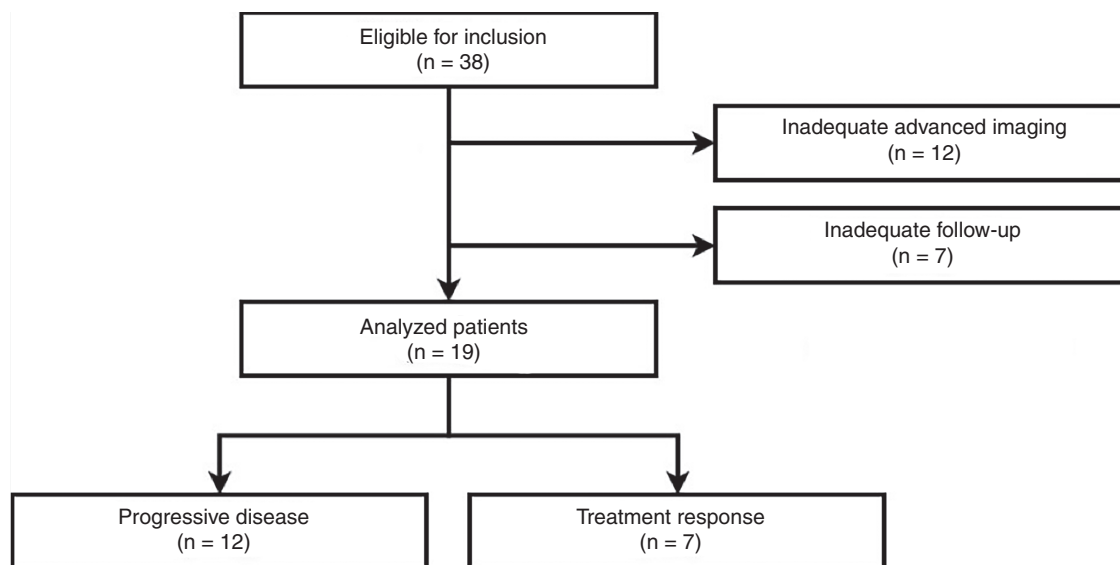 Eligible for inclusion
(n = 38)
Inadequate advanced imaging
(n = 12)
Inadequate follow-up
(n = 7)
Analyzed patients
(n = 19)
Progressive disease
(n = 12)
Treatment response
(n = 7)